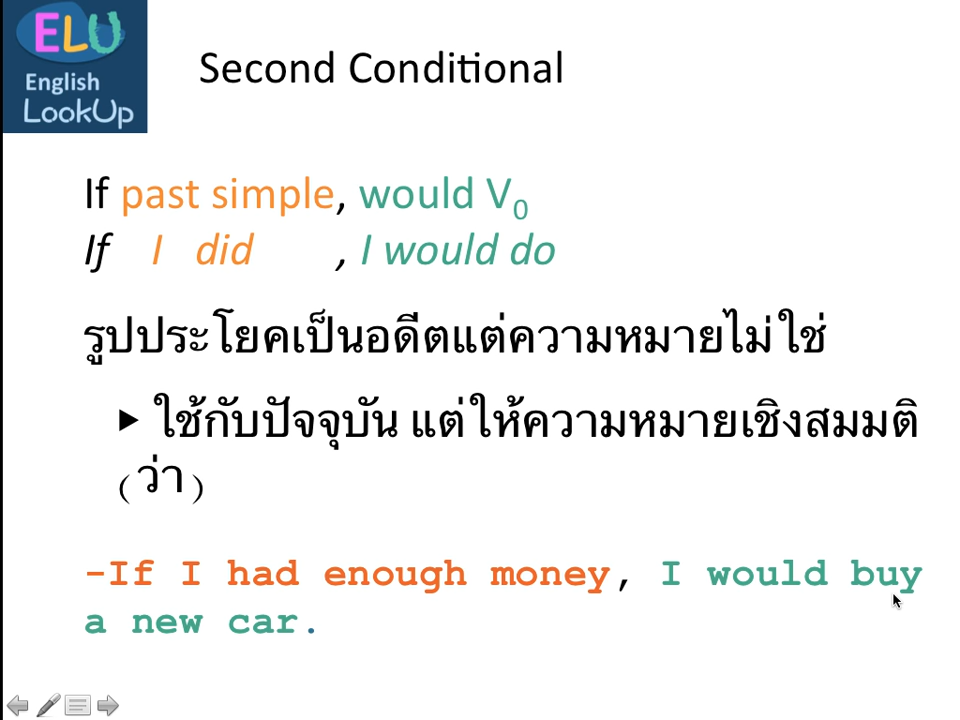 ELU
English
LookUp
Second Conditional
If past simple, would V₀
If I did , I would do
รูปประโยคเป็นอดีตแต่ความหมายไม่ใช่
▶ ใช้กับปัจจุบัน แต่ให้ความหมายเชิงสมมติ
(ว่า)
-If I had enough money, I would buy
a new car.